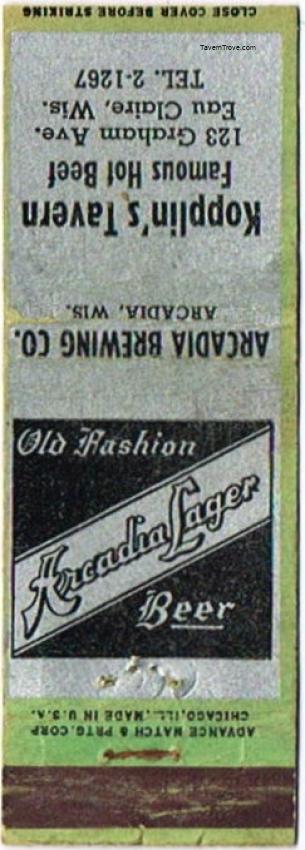 CLOSE COVER BEFORE STRIKING
TavernTrove.com
Kopplin's Tavern
Famous Hot Beef
123 Graham Ave.
Eau Claire, Wis.
TEL. 2-1267
ARCADIA BREWING CO.
ARCADIA, WIS.
Old Fashion
Arcadia Lager
Beer
ADVANCE MATCH & PRTG. CORP
CHICAGO, ILL., MADE IN U.S.A.